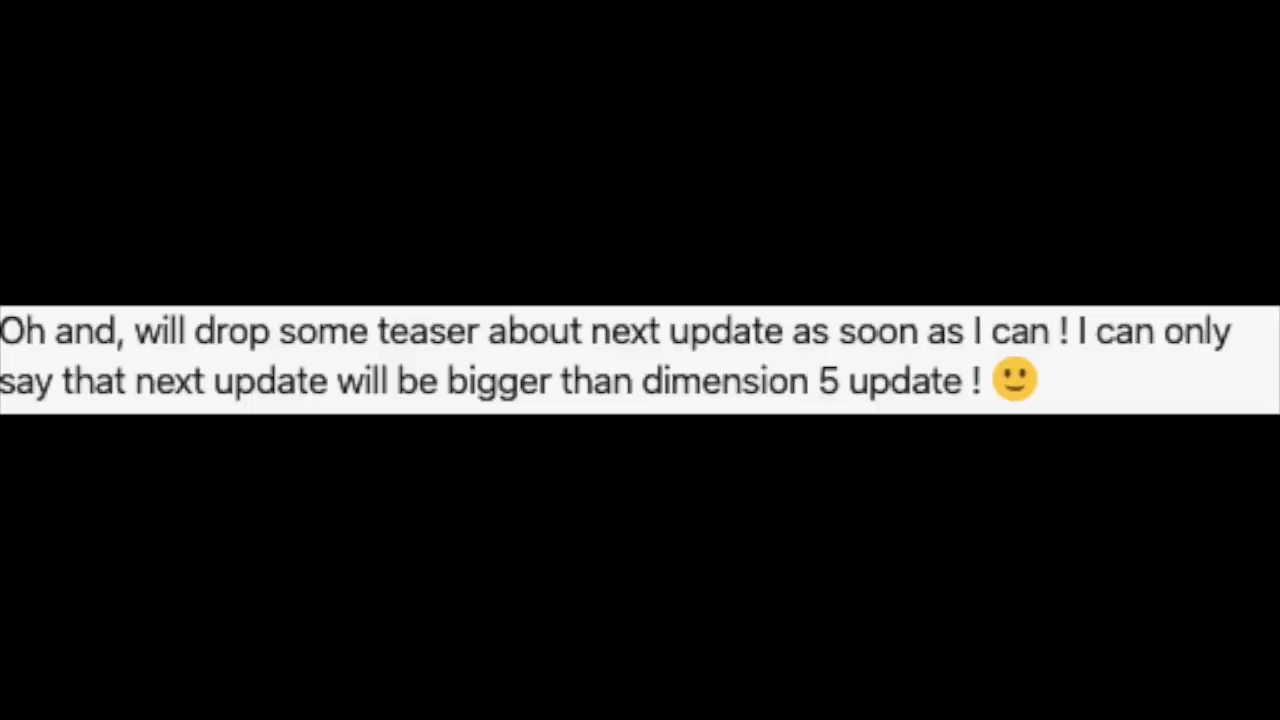 Oh and, will drop some teaser about next update as soon as I can ! I can only
say that next update will be bigger than dimension 5 update ! 🙂